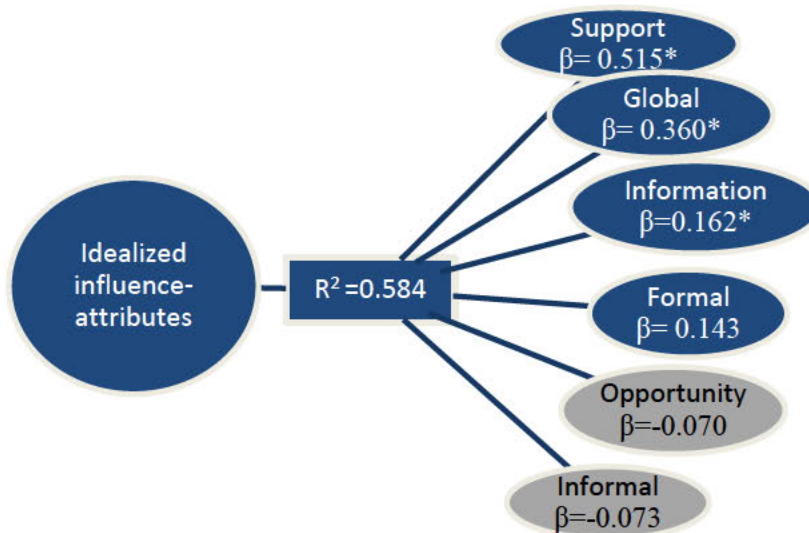 Support
β= 0.515*
Global
β= 0.360*
Information
β=0.162*
Idealized
influence-
attributes
R² =0.584
Formal
β= 0.143
Opportunity
β=-0.070
Informal
β=-0.073